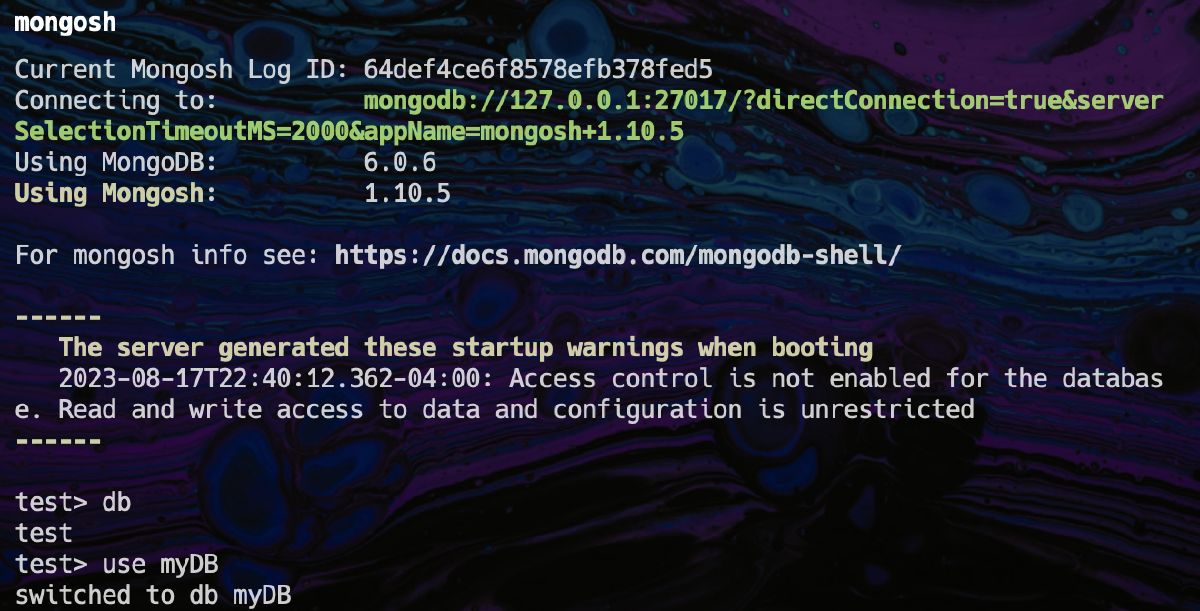 mongosh
Current Mongosh Log ID: 64def4ce6f8578efb378fed5
Connecting to:          mongodb://127.0.0.1:27017/?directConnection=true&server
SelectionTimeoutMS=2000&appName=mongosh+1.10.5
Using MongoDB:          6.0.6
Using Mongosh:          1.10.5
For mongosh info see: https://docs.mongodb.com/mongodb-shell/
------
   The server generated these startup warnings when booting
   2023-08-17T22:40:12.362-04:00: Access control is not enabled for the databas
e. Read and write access to data and configuration is unrestricted
------
test> db
test
test> use myDB
switched to db myDB